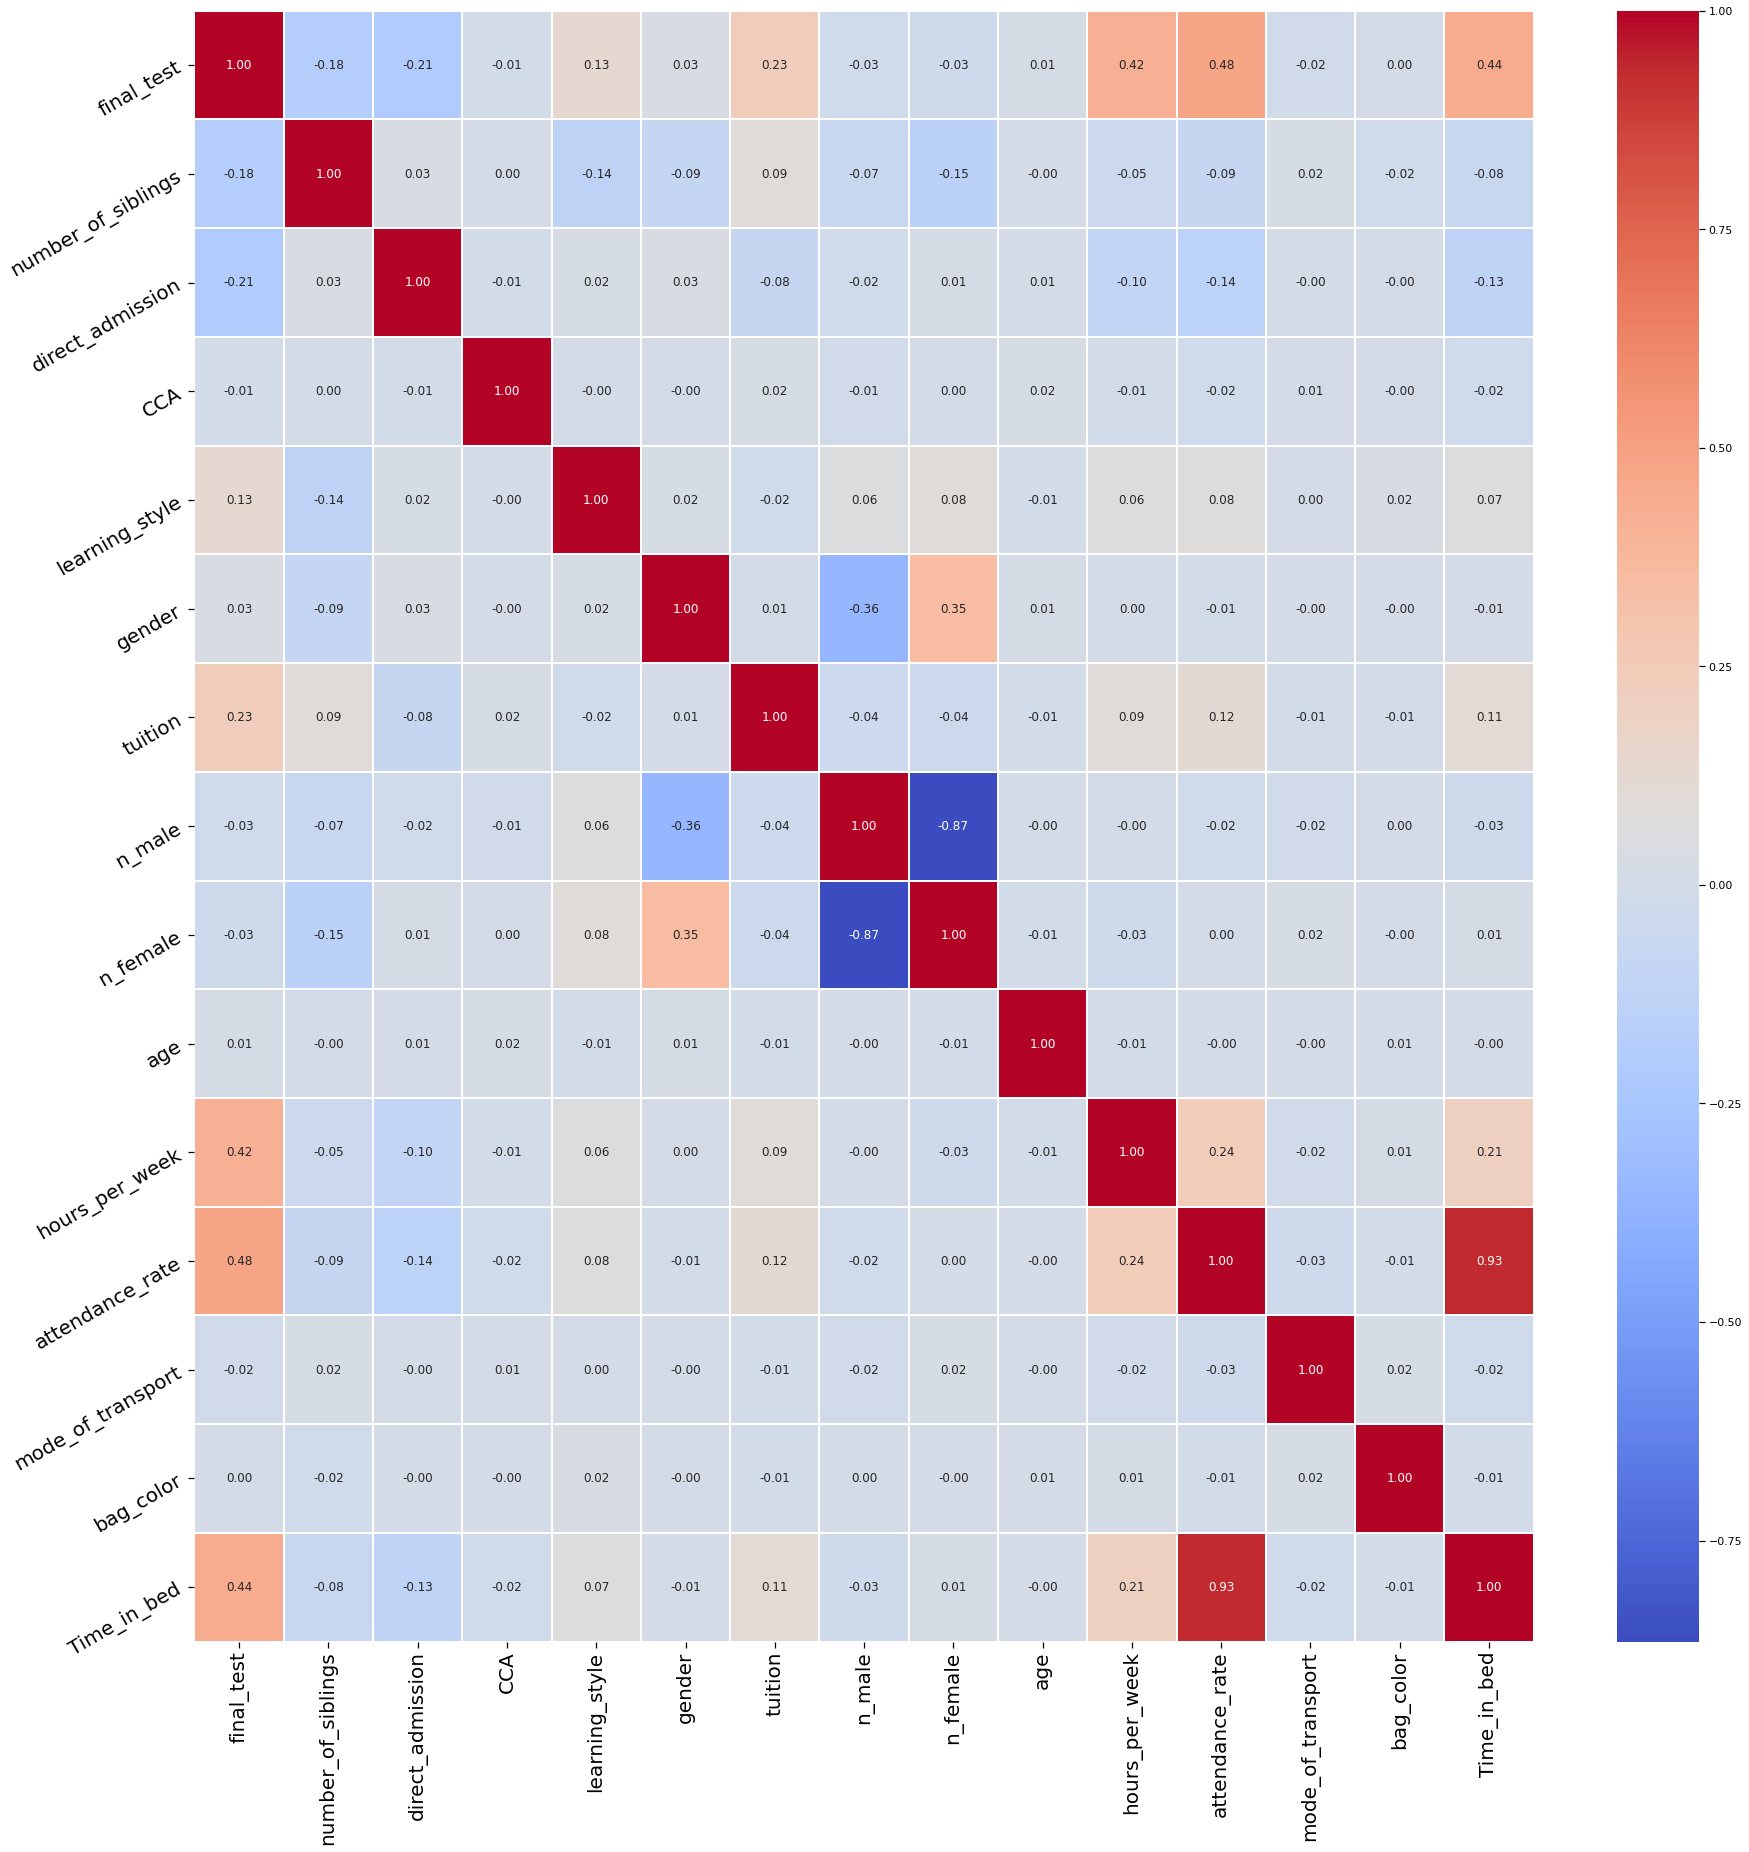 final_test 1.00 -0.18 -0.21 -0.01 0.13 0.03 0.23 -0.03 -0.03 0.01 0.42 0.48 -0.02 0.00 0.44
number_of_siblings -0.18 1.00 0.03 0.00 -0.14 -0.09 0.09 -0.07 -0.15 -0.00 -0.05 -0.09 0.02 -0.02 -0.08
direct_admission -0.21 0.03 1.00 -0.01 0.02 0.03 -0.08 -0.02 0.01 0.01 -0.10 -0.14 -0.00 -0.00 -0.13
CCA -0.01 0.00 -0.01 1.00 -0.00 -0.00 0.02 -0.01 0.00 0.02 -0.01 -0.02 0.01 -0.00 -0.02
learning_style 0.13 -0.14 0.02 -0.00 1.00 0.02 -0.02 0.06 0.08 -0.01 0.06 0.08 0.00 0.02 0.07
gender 0.03 -0.09 0.03 -0.00 0.02 1.00 0.01 -0.36 0.35 0.01 0.00 -0.01 -0.00 -0.00 -0.01
tuition 0.23 0.09 -0.08 0.02 -0.02 0.01 1.00 -0.04 -0.04 -0.01 0.09 0.12 -0.01 -0.01 0.11
n_male -0.03 -0.07 -0.02 -0.01 0.06 -0.36 -0.04 1.00 -0.87 -0.00 -0.00 -0.02 -0.02 0.00 -0.03
n_female -0.03 -0.15 0.01 0.00 0.08 0.35 -0.04 -0.87 1.00 -0.01 -0.03 0.00 0.02 -0.00 0.01
age 0.01 -0.00 0.01 0.02 -0.01 0.01 -0.01 -0.00 -0.01 1.00 -0.01 -0.00 -0.00 0.01 -0.00
hours_per_week 0.42 -0.05 -0.10 -0.01 0.06 0.00 0.09 -0.00 -0.03 -0.01 1.00 0.24 -0.02 0.01 0.21
attendance_rate 0.48 -0.09 -0.14 -0.02 0.08 -0.01 0.12 -0.02 0.00 -0.00 0.24 1.00 -0.03 -0.01 0.93
mode_of_transport -0.02 0.02 -0.00 0.01 0.00 -0.00 -0.01 -0.02 0.02 -0.00 -0.02 -0.03 1.00 0.02 -0.02
bag_color 0.00 -0.02 -0.00 -0.00 0.02 -0.00 -0.01 0.00 -0.00 0.01 0.01 -0.01 0.02 1.00 -0.01
Time_in_bed 0.44 -0.08 -0.13 -0.02 0.07 -0.01 0.11 -0.03 0.01 -0.00 0.21 0.93 -0.02 -0.01 1.00
final_test
number_of_siblings
direct_admission
CCA
learning_style
gender
tuition
n_male
n_female
age
hours_per_week
attendance_rate
mode_of_transport
bag_color
Time_in_bed
1.00
0.75
0.50
0.25
0.00
−0.25
−0.50
−0.75